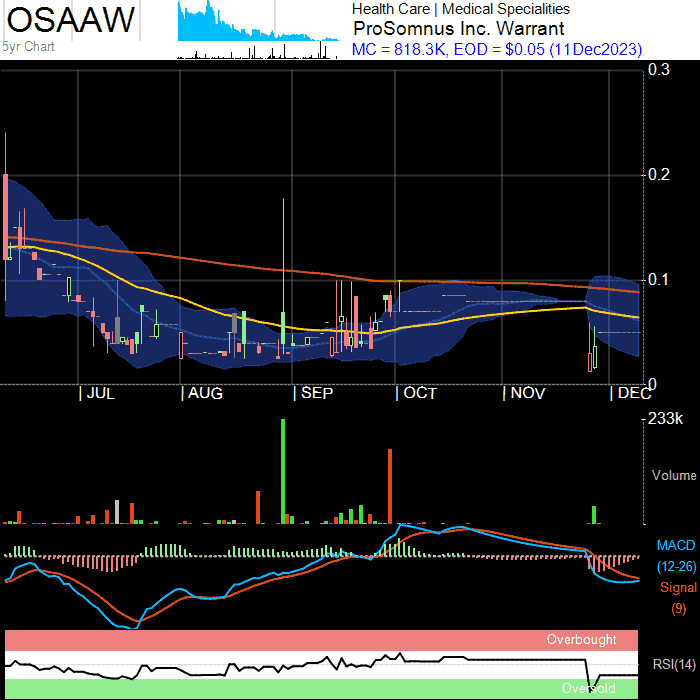 OSAAW
5yr Chart
Health Care | Medical Specialities
ProSomnus Inc. Warrant
MC = 818.3K, EOD = $0.05 (11Dec2023)
0.3
0.2
0.1
0
JUL AUG SEP OCT NOV DEC
233k
Volume
MACD
(12-26)
Signal
(9)
Overbought
RSI(14)
Oversold